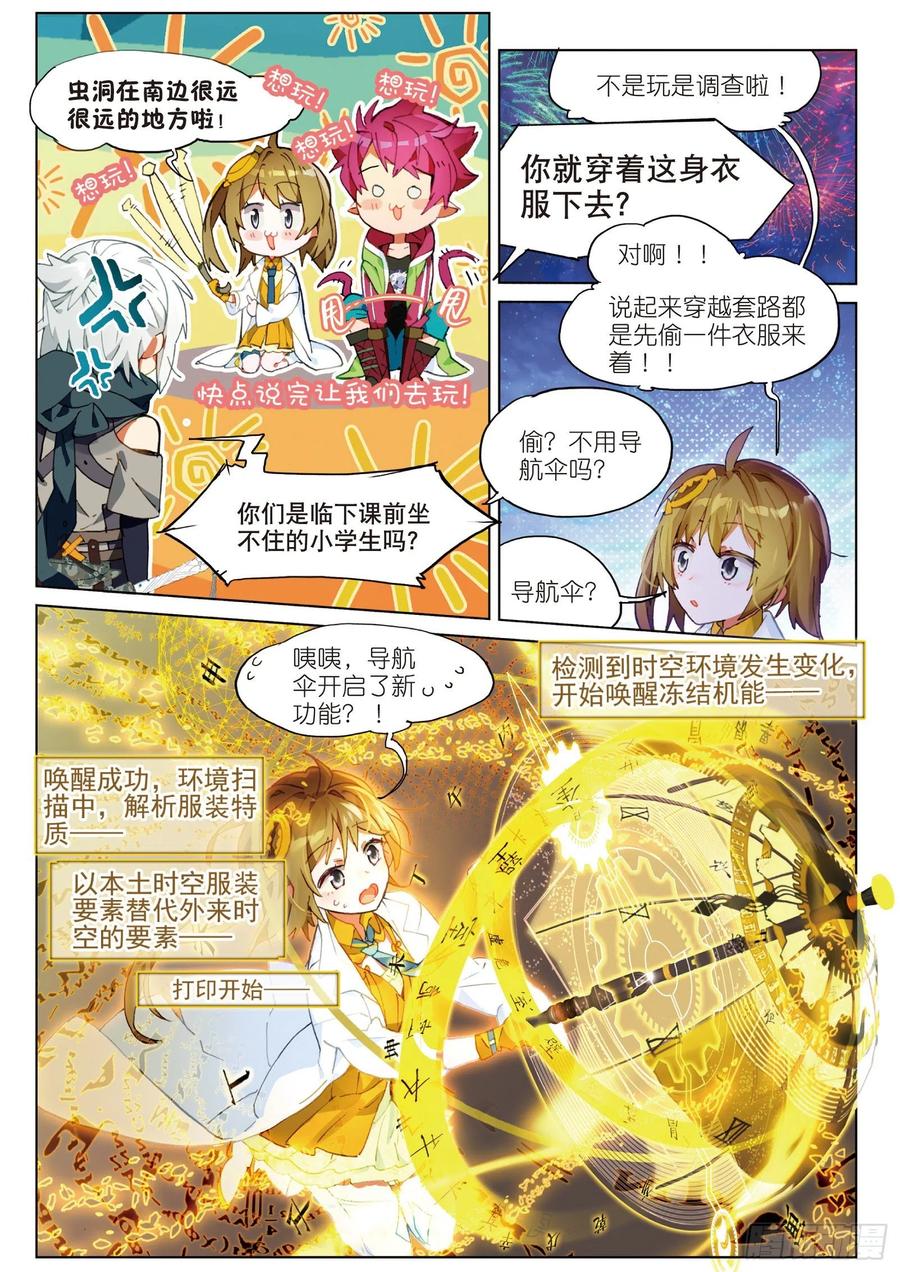 虫洞在南边很远
很远的地方啦！
想玩！
想玩！
想玩！
想玩！
甩
甩
快点说完让我们去玩！
你们是临下课前坐
不住的小学生吗？
不是玩是调查啦！
你就穿着这身衣
服下去？
对啊！！
说起来穿越套路都
是先偷一件衣服来
着！！
偷？不用导
航伞吗？
导航伞？
咦咦，导航
伞开启了新
功能？！
检测到时空环境发生变化，
开始唤醒冻结机能——
唤醒成功，环境扫
描中，解析服装特
质——
以本土时空服装
要素替代外来时
空的要素——
打印开始——